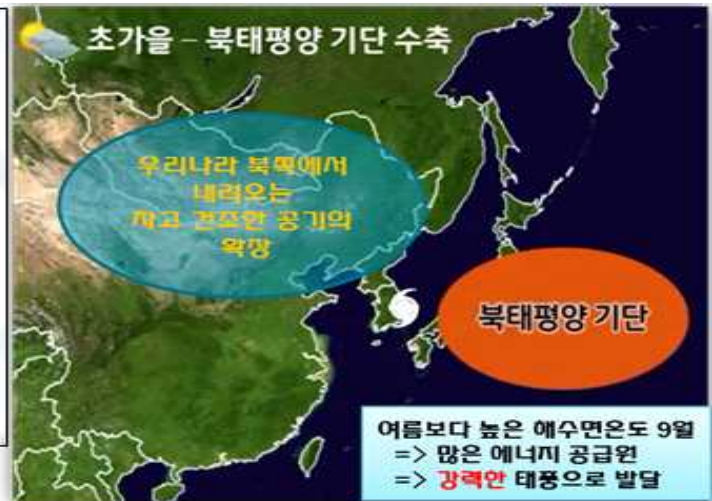 초가을 – 북태평양 기단 수축
우리나라 북쪽에서
내려오는
차고 건조한 공기의
확장
북태평양 기단
여름보다 높은 해수면온도 9월
=> 많은 에너지 공급원
=> 강력한 태풍으로 발달